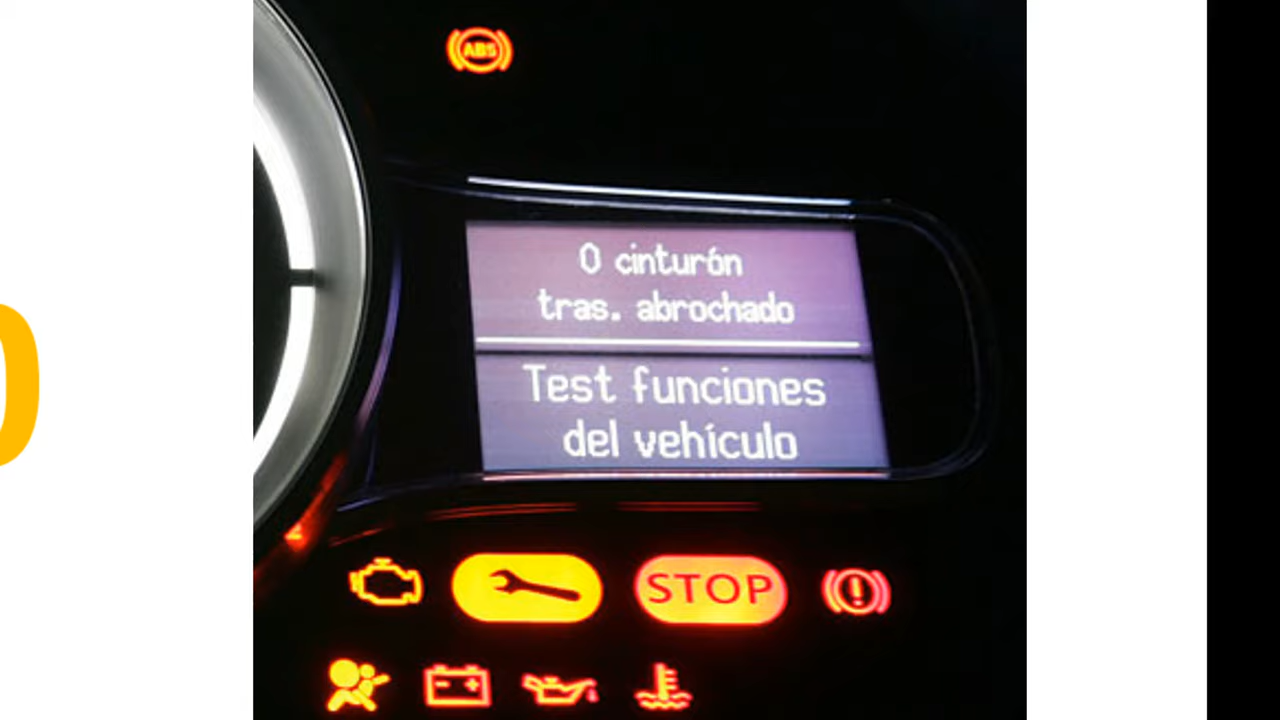 ABS
0 cinturón
tras. abrochado
Test funciones
del vehículo
STOP